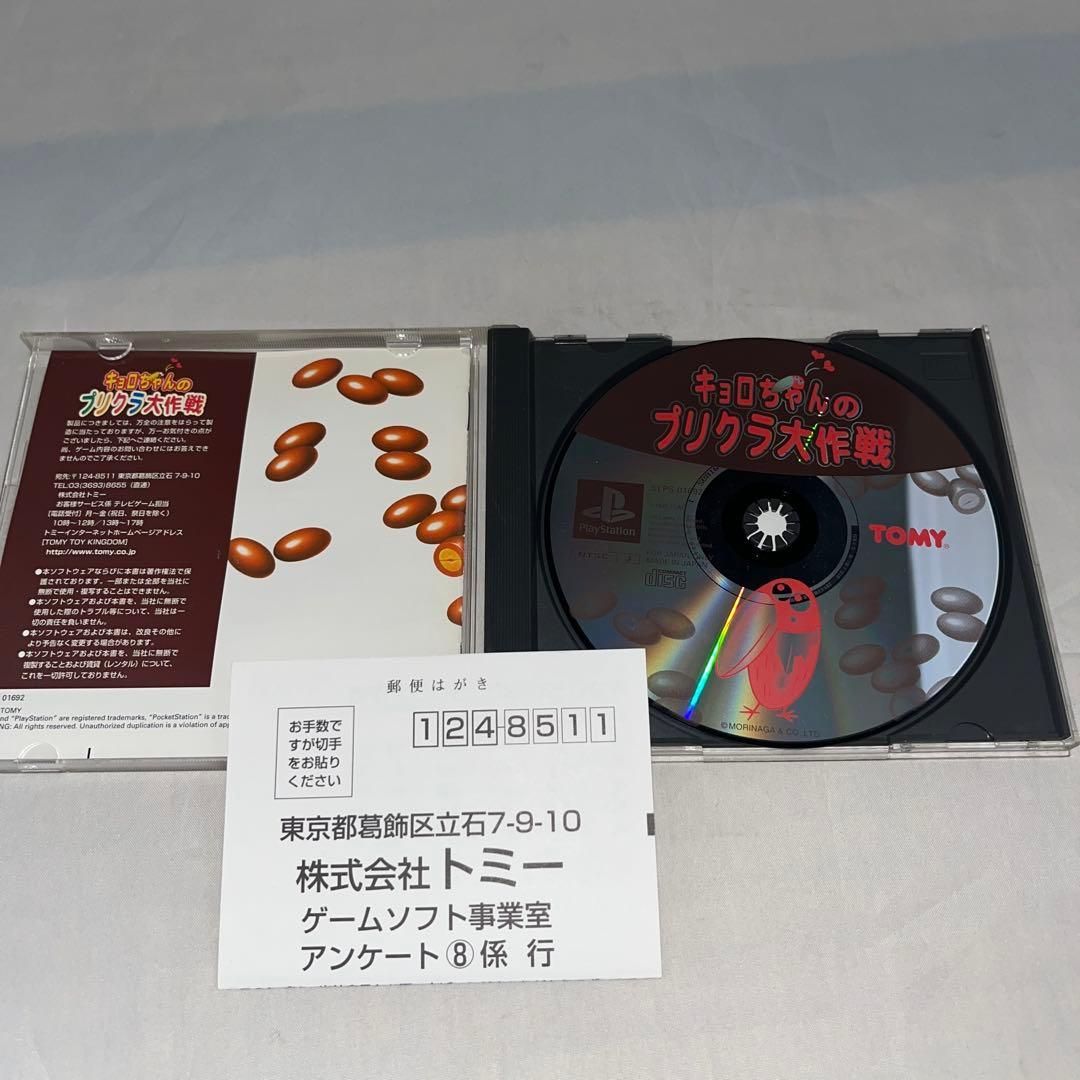 キョロちゃんの
プリクラ大作戦
製品につきましては、万全の注意をはらって製
造に当たっておりますが、万一お気付きの点が
ございましたら、下記へご連絡ください。
尚、ゲーム内容のお問い合わせにはお答えでき
ませんのでご了承ください。
宛先:〒124-8511 東京都葛飾区立石 7-9-10
TEL:03(3693)8655（直通）
株式会社トミー
お客様サービス係 テレビゲーム担当
【電話受付】月〜金（祝日、祭日を除く）
10時〜12時／13時〜17時
トミーインターネットホームページアドレス
[TOMY TOY KINGDOM]
http://www.tomy.co.jp
●本ソフトウェアならびに本書は著作権法で保
護されております。一部または全部を当社に
無断で使用・複写することはできません。
●本ソフトウェアおよび本書を、当社に無断で
使用した際のトラブル等について、当社は一
切の責任を負いません。
●本ソフトウェアおよび本書は、改良その他に
より予告なく変更する場合があります。
●本ソフトウェアおよび本書を、当社に無断で
複製することおよび賃貸（レンタル）について、
これを一切許可しておりません。
01692
TOMY
nd "PlayStation" are registered trademarks, "PocketStation" is a trad
NG: All rights reserved. Unauthorized duplication is a violation of app
キョロちゃんの
プリクラ大作戦
SLPS 01692
PlayStation
NTSC J
FOR JAPAN
MADE IN JAPAN
COMPACT
disc
TOMY
©MORINAGA & CO.,LTD.
郵便はがき
お手数で
すが切手
をお貼り
ください
124-8511
東京都葛飾区立石7-9-10
株式会社トミー
ゲームソフト事業室
アンケート⑧係 行